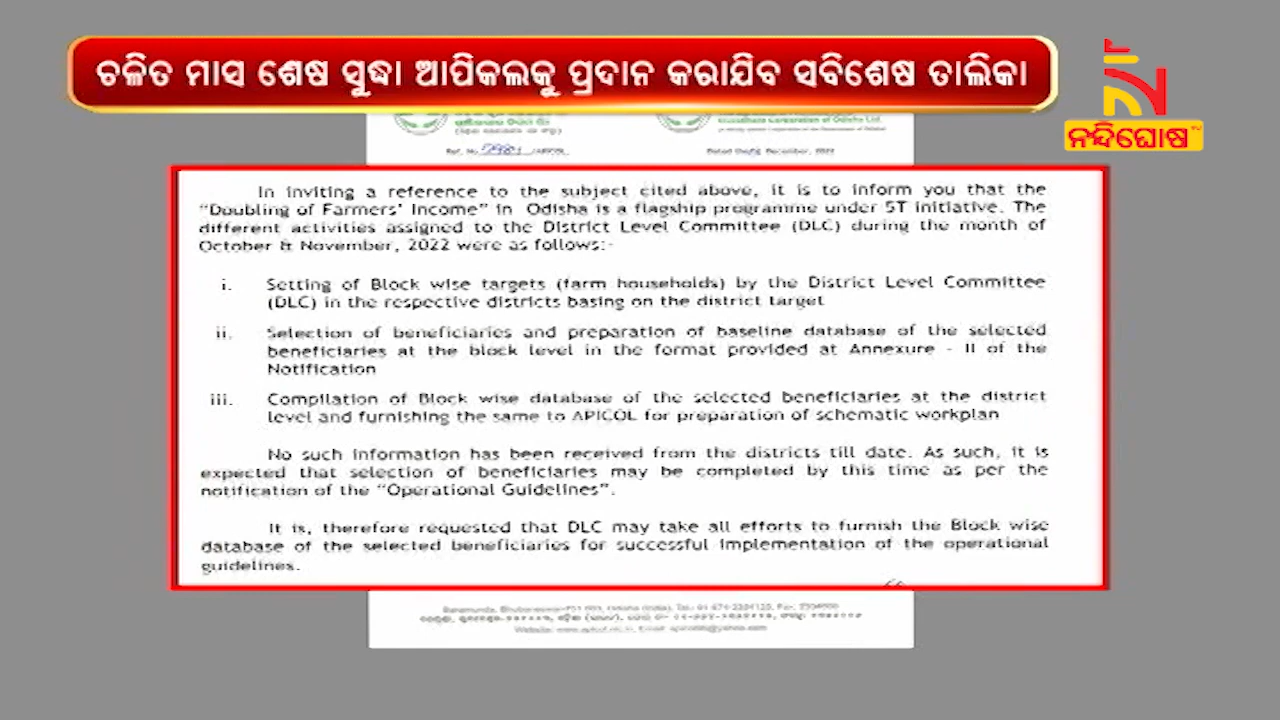 ଚଳିତ ମାସ ଶେଷ ସୁଦ୍ଧା ଆପିକଲକୁ ପ୍ରଦାନ କରାଯିବ ସବିଶେଷ ତାଲିକା
ନନ୍ଦିଘୋଷ
Corporation of Odisha Ltd.
Ref. No.
December, 2022
In inviting a reference to the subject cited above, it is to inform you that the
"Doubling of Farmers' Income" in Odisha is a flagship programme under 5T initiative. The
different activities assigned to the District Level Committee (DLC) during the month of
October & November, 2022 were as follows:-
i. Setting of Block wise targets (farm households) by the District Level Committee
(DLC) in the respective districts basing on the district target
ii. Selection of beneficiaries and preparation of baseline database of the selected
beneficiaries at the block level in the format provided at Annexure - II of the
Notification
iii. Compilation of Block wise database of the selected beneficiaries at the district
level and furnishing the same to APICOL for preparation of schematic workplan
No such information has been received from the districts till date. As such, it is
expected that selection of beneficiaries may be completed by this time as per the
notification of the "Operational Guidelines".
It is, therefore requested that DLC may take all efforts to furnish the Block wise
database of the selected beneficiaries for successful implementation of the operational
guidelines.